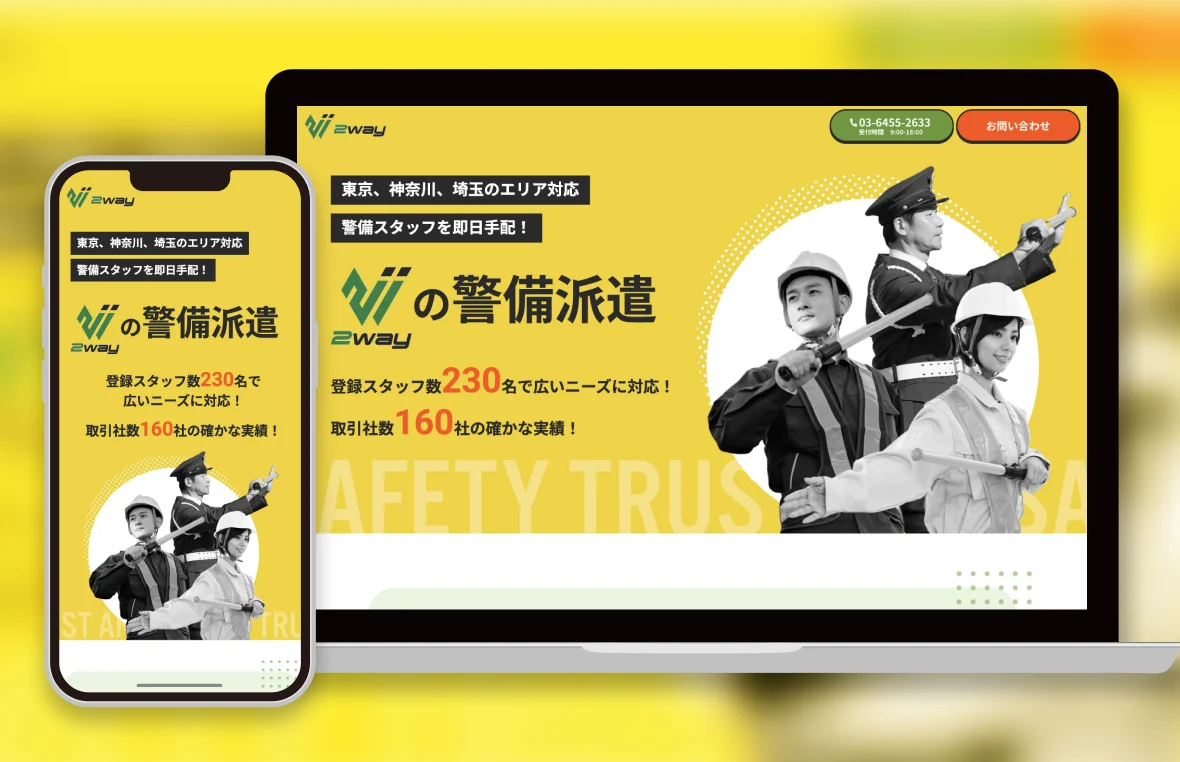 2way
03-6455-2633
受付時間 9:00-18:00
お問い合わせ
東京、神奈川、埼玉のエリア対応
警備スタッフを即日手配！
2way
の警備派遣
登録スタッフ数230名で広いニーズに対応！
取引社数160社の確かな実績！
AFETY TRUS
SA
2way
東京、神奈川、埼玉のエリア対応
警備スタッフを即日手配！
2way
の警備派遣
登録スタッフ数230名で
広いニーズに対応！
取引社数160社の確かな実績！
ST
TRU